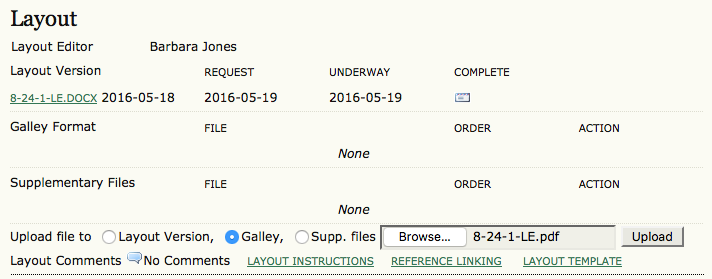 Layout
Layout Editor Barbara Jones
Layout Version REQUEST UNDERWAY COMPLETE
8-24-1-LE.DOCX 2016-05-18 2016-05-19 2016-05-19
Galley Format FILE ORDER ACTION
None
Supplementary Files FILE ORDER ACTION
None
Upload file to Layout Version, Galley, Supp. files Browse... 8-24-1-LE.pdf Upload
Layout Comments No Comments LAYOUT INSTRUCTIONS REFERENCE LINKING LAYOUT TEMPLATE